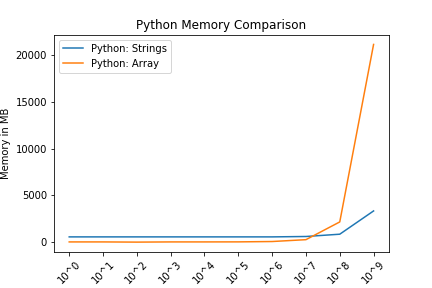 Python Memory Comparison
Python: Strings
Python: Array
Memory in MB
20000
15000
10000
5000
0
10^0 10^1 10^2 10^3 10^4 10^5 10^6 10^7 10^8 10^9